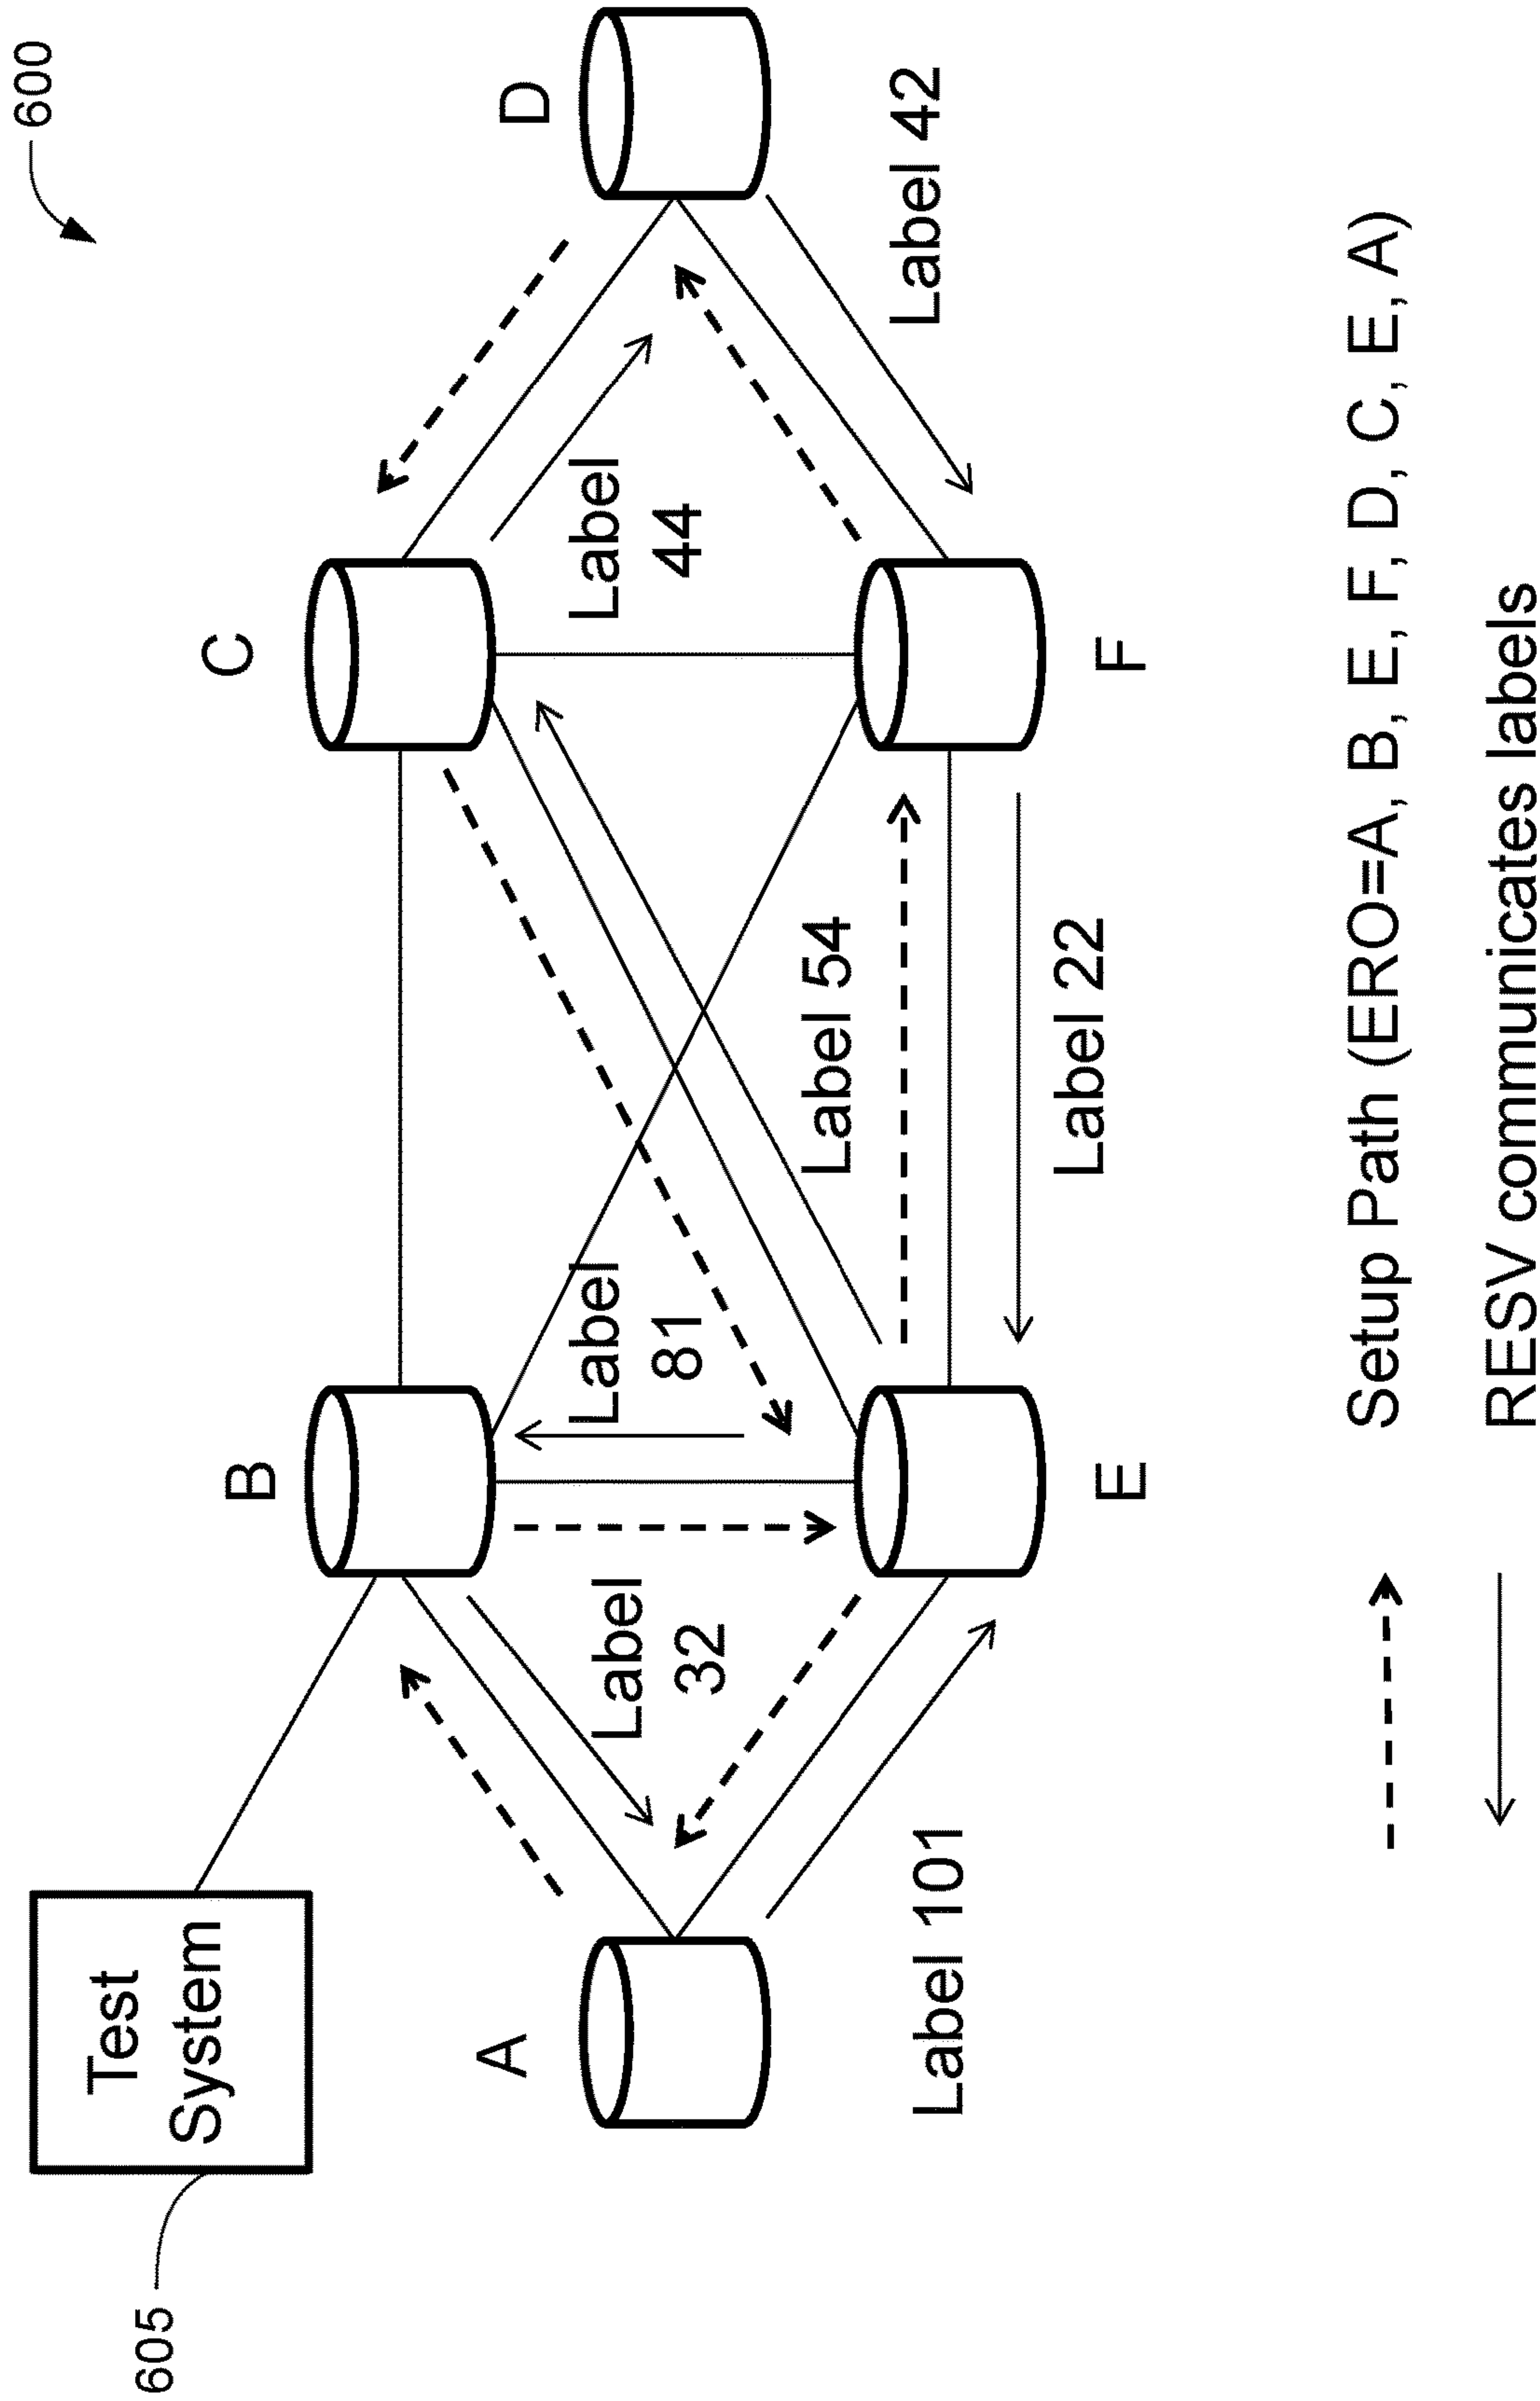 600
605
Test
System
B
C
A
D
Label
32
Label
81
Label
44
Label 54
Label 101
Label 22
Label 42
E
F
Setup Path (ERO=A, B, E, F, D, C, E, A)
RESV communicates labels